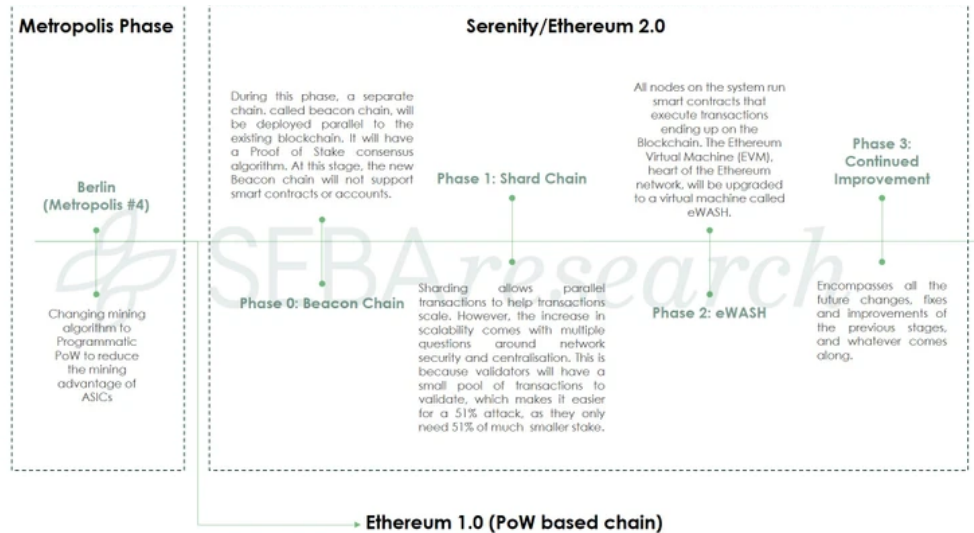 Metropolis Phase
Serenity/Ethereum 2.0
Berlin
(Metropolis #4)
Changing mining
algorithm to
Programmatic
PoW to reduce
the mining
advantage of
ASICs
During this phase, a separate
chain, called beacon chain, will
be deployed parallel to the
existing blockchain. It will have
a Proof of Stake consensus
algorithm. At this stage, the new
Beacon chain will not support
smart contracts or accounts.
Phase 0: Beacon Chain
Phase 1: Shard Chain
Sharding allows parallel
transactions to help transactions
scale. However, the increase in
scalability comes with multiple
questions around network
security and centralisation. This is
because validators will have a
small pool of transactions to
validate, which makes it easier
for a 51% attack, as they only
need 51% of much smaller stake.
All nodes on the system run
smart contracts that
execute transactions
ending up on the
Blockchain. The Ethereum
Virtual Machine (EVM),
heart of the Ethereum
network, will be upgraded
to a virtual machine called
eWASH.
Phase 2: eWASH
Phase 3:
Continued
Improvement
Encompasses all the
future changes, fixes
and improvements of
the previous stages,
and whatever comes
along.
SEBAresearch
Ethereum 1.0 (PoW based chain)